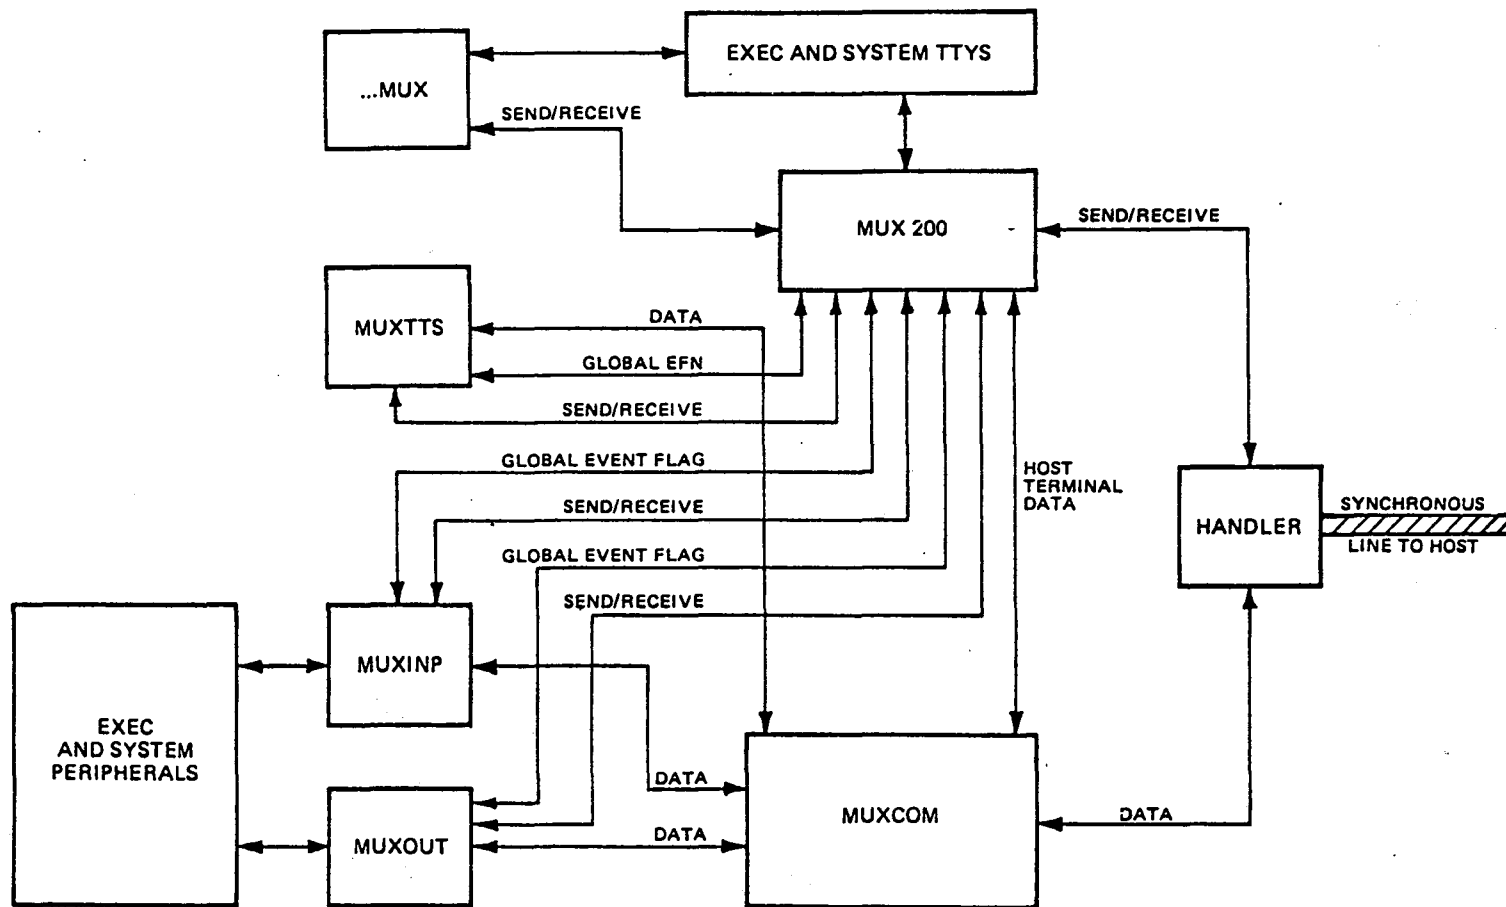 EXEC AND SYSTEM TTYS
...MUX
SEND/RECEIVE
MUX 200
SEND/RECEIVE
MUXTTS
DATA
GLOBAL EFN
SEND/RECEIVE
GLOBAL EVENT FLAG
SEND/RECEIVE
GLOBAL EVENT FLAG
SEND/RECEIVE
HOST
TERMINAL
DATA
HANDLER
SYNCHRONOUS
LINE TO HOST
MUXINP
EXEC
AND SYSTEM
PERIPHERALS
DATA
MUXCOM
DATA
MUXOUT
DATA